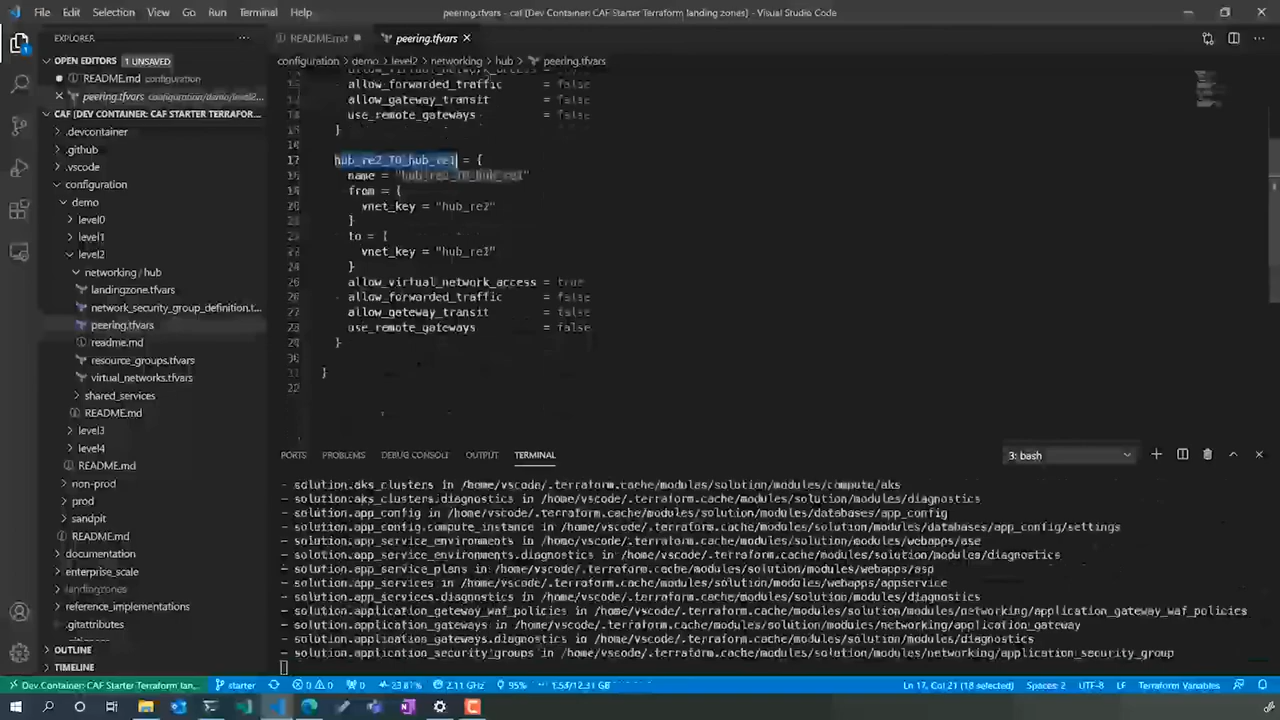 File Edit Selection View Go Run Terminal Help
peering.tfvars - caf (Dev Container: CAF Starter Terraform landing zones) - Visual Studio Code
EXPLORER
README.md
peering.tfvars
OPEN EDITORS
1 UNSAVED
configuration > demo > level2 > networking > hub > peering.tfvars
README.md configuration
peering.tfvars configuration/demo/level2...
CAF (DEV CONTAINER: CAF STARTER TERRAFOR...
.devcontainer
.github
.vscode
configuration
demo
level0
level1
level2
networking / hub
landingzone.tfvars
network_security_group_definition.t...
peering.tfvars
readme.md
resource_groups.tfvars
virtual_networks.tfvars
shared_services
README.md
level3
level4
README.md
non-prod
prod
sandpit
README.md
documentation
enterprise_scale
landingzones
reference_implementations
.gitattributes
OUTLINE
TIMELINE
allow_forwarded_traffic = false
allow_gateway_transit = false
use_remote_gateways = false
}
hub_re2_TO_hub_re1 = {
name = "hub_re2_TO_hub_re1"
from = {
vnet_key = "hub_re2"
}
to = {
vnet_key =
}
allow_virtual_network_access = true
allow_forwarded_traffic = false
allow_gateway_transit = false
use_remote_gateways = false
}
}
PORTS PROBLEMS DEBUG CONSOLE OUTPUT TERMINAL
3: bash
- solution.aks_clusters in /home/vscode/.terraform.cache/modules/solution/modules/compute/aks
- solution.aks_clusters.diagnostics in /home/vscode/.terraform.cache/modules/solution/modules/diagnostics
- solution.app_config in /home/vscode/.terraform.cache/modules/solution/modules/databases/app_config
- solution.app_config.compute_instance in /home/vscode/.terraform.cache/modules/solution/modules/databases/app_config/settings
- solution.app_service_environments in /home/vscode/.terraform.cache/modules/solution/modules/webapps/ase
- solution.app_service_environments.diagnostics in /home/vscode/.terraform.cache/modules/solution/modules/diagnostics
- solution.app_service_plans in /home/vscode/.terraform.cache/modules/solution/modules/webapps/asp
- solution.app_services in /home/vscode/.terraform.cache/modules/solution/modules/webapps/appservice
- solution.app_services.diagnostics in /home/vscode/.terraform.cache/modules/solution/modules/diagnostics
- solution.application_gateway_waf_policies in /home/vscode/.terraform.cache/modules/solution/modules/networking/application_gateway_waf_policies
- solution.application_gateways in /home/vscode/.terraform.cache/modules/solution/modules/networking/application_gateway
- solution.application_gateways.diagnostics in /home/vscode/.terraform.cache/modules/solution/modules/diagnostics
- solution.application_security_groups in /home/vscode/.terraform.cache/modules/solution/modules/networking/application_security_group
Dev Container: CAF Starter Terraform lan... starter 0 0 0 23.81% 2.11 GHz 95% Ln 17, Col 21 (18 selected) Spaces: 2 UTF-8 LF Terraform Variables